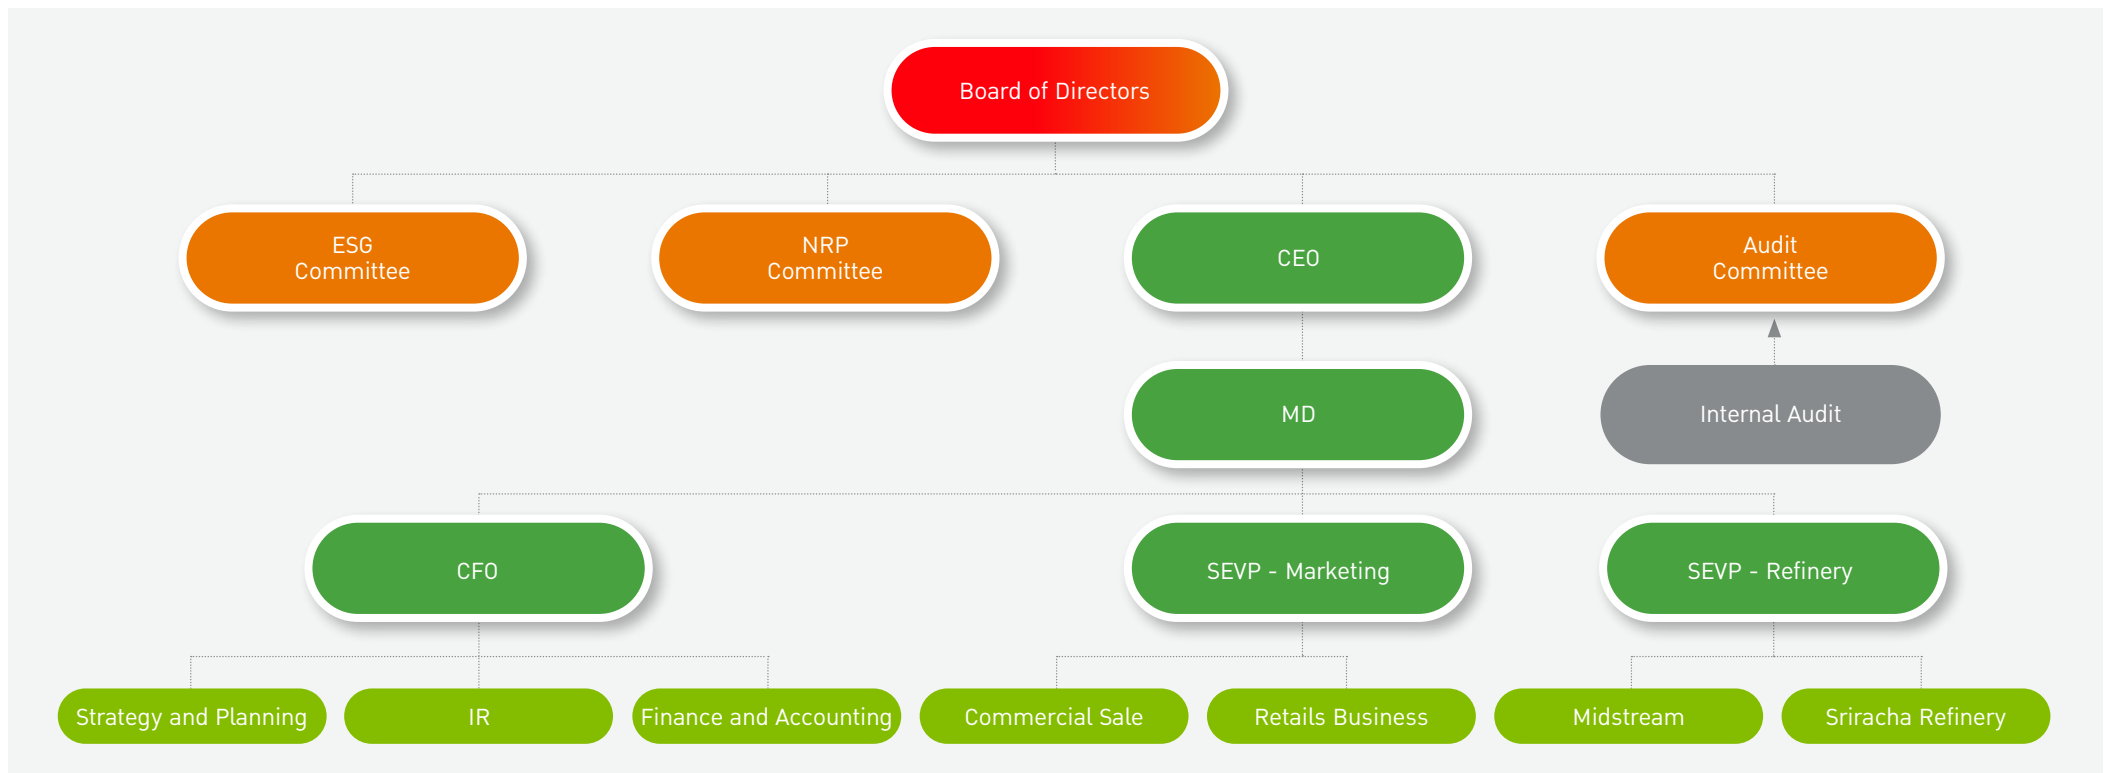 Board of Directors
ESG
Committee
NRP
Committee
CEO
Audit
Committee
MD
Internal Audit
CFO
SEVP - Marketing
SEVP - Refinery
Strategy and Planning
IR
Finance and Accounting
Commercial Sale
Retails Business
Midstream
Sriracha Refinery